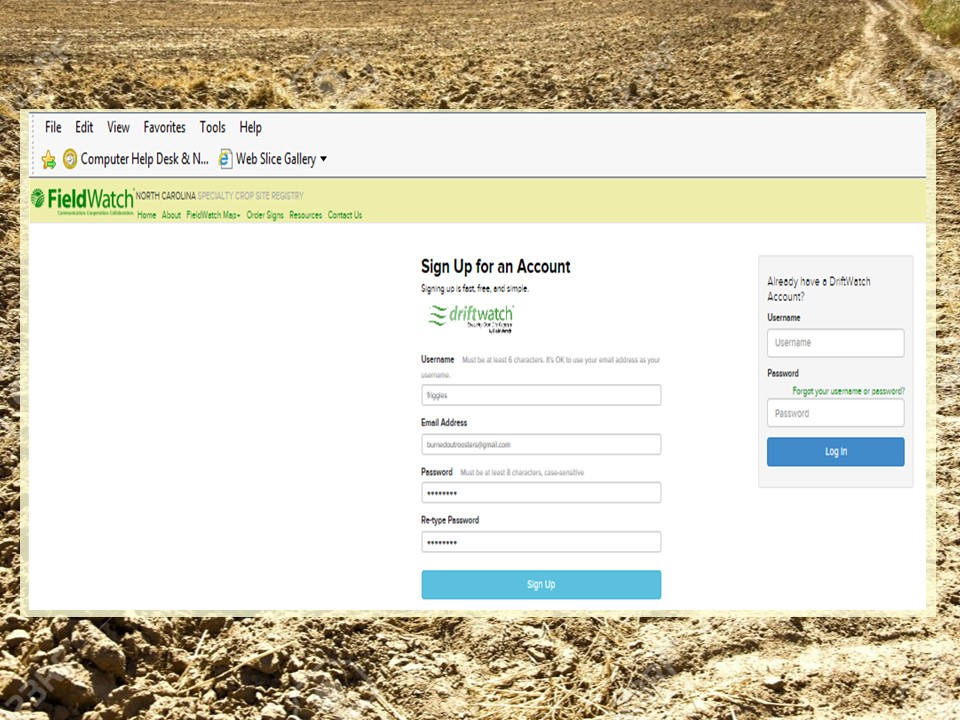 File Edit View Favorites Tools Help
Computer Help Desk & N... Web Slice Gallery
FieldWatch NORTH CAROLINA SPECIALTY CROP SITE REGISTRY
Communication. Cooperation. Collaboration.
Home About FieldWatch Map Order Signs Resources Contact Us
Sign Up for an Account
Signing up is fast, free, and simple.
driftwatch
Username Must be at least 6 characters. It's OK to use your email address as your
username.
friggles
Email Address
burnedoutroosters@gmail.com
Password Must be at least 8 characters, case-sensitive
••••••••
Re-type Password
••••••••
Sign Up
Already have a DriftWatch
Account?
Username
Username
Password
Forgot your username or password?
Password
Log In